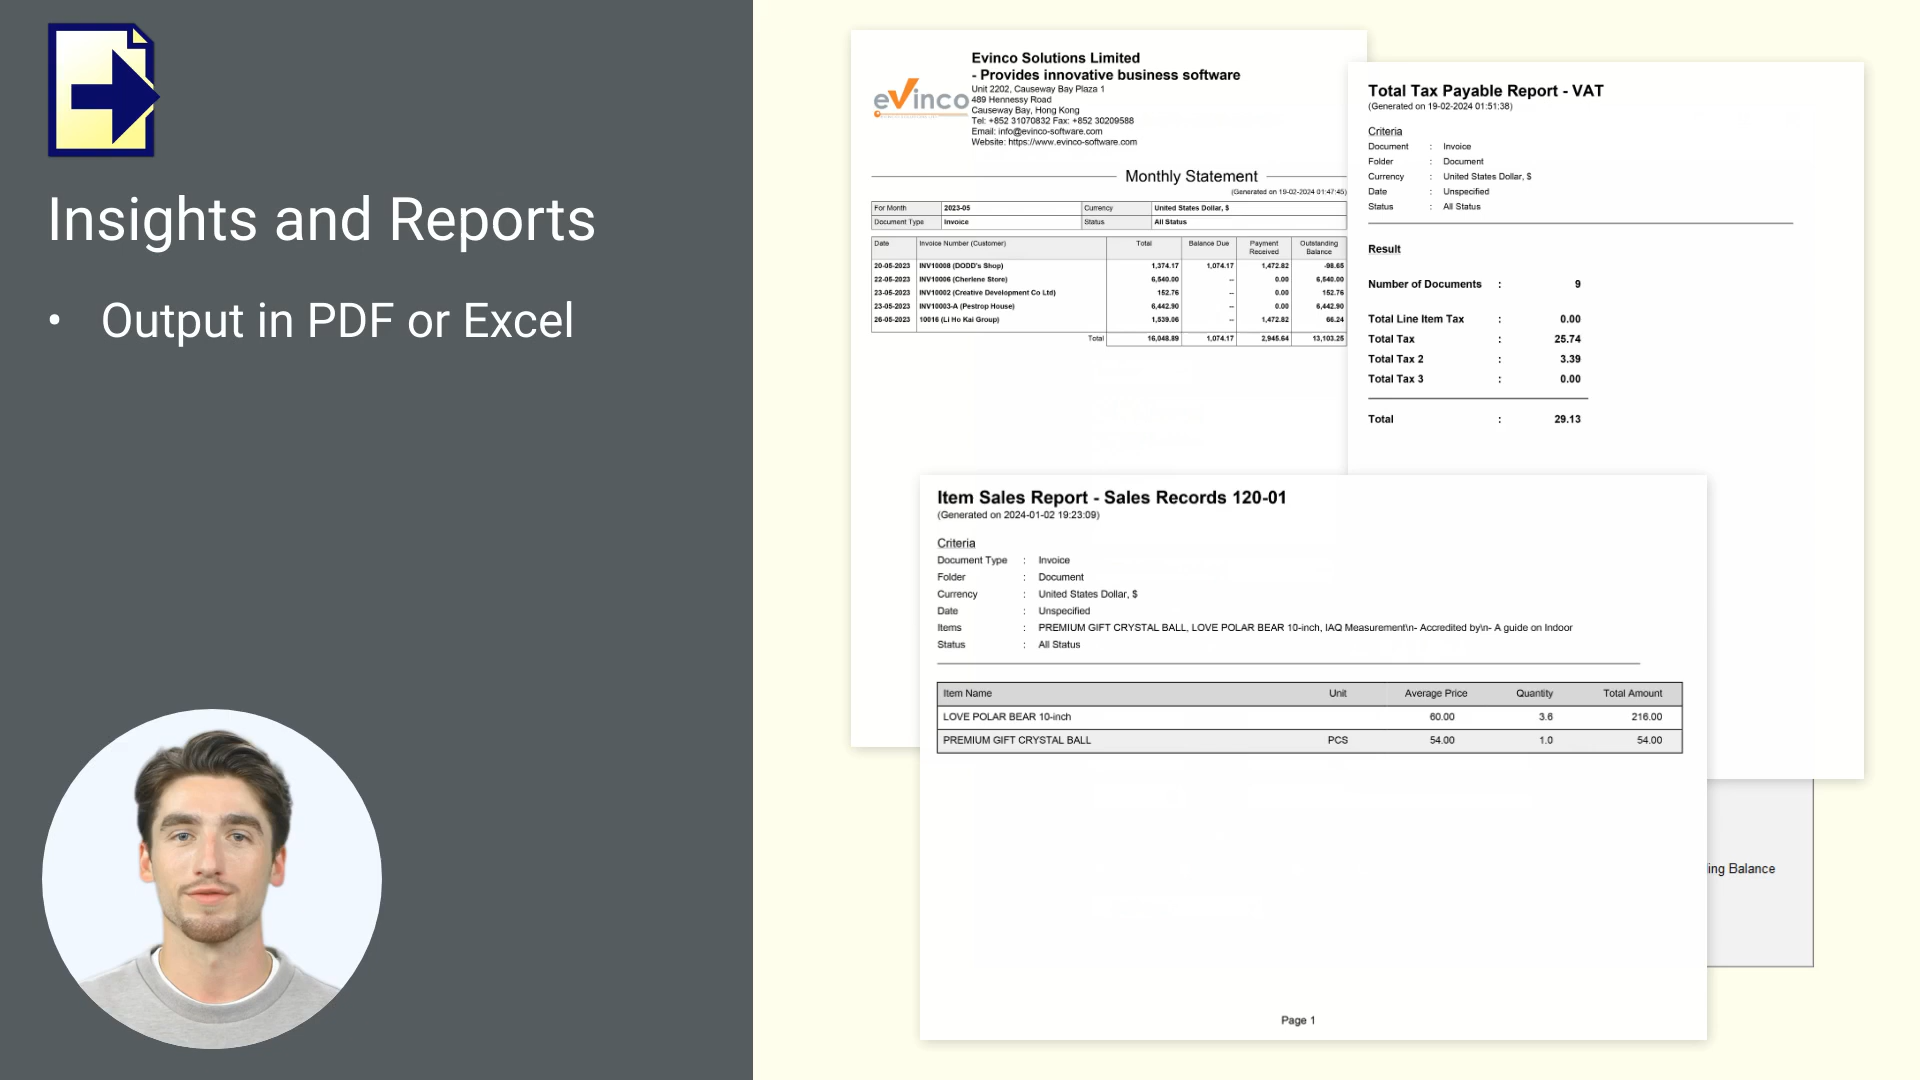 Insights and Reports
• Output in PDF or Excel
evinco
Evinco Solutions Limited
- Provides innovative business software
Unit 2202, Causeway Bay Plaza 1
489 Hennessy Road
Causeway Bay, Hong Kong
Tel: +852 31070832 Fax: +852 30209588
Email: info@evinco-software.com
Website: https://www.evinco-software.com
Monthly Statement
(Generated on 19-02-2024 01:47:45)
For Month 2023-05 Currency United States Dollar, $
Document Type Invoice Status All Status
Date Invoice Number (Customer) Total Balance Due Payment Received Outstanding Balance
20-05-2023 INV10008 (DODD's Shop) 1,374.17 1,074.17 1,472.82 -98.65
22-05-2023 INV10006 (Cherlene Store) 6,540.00 -- 0.00 6,540.00
23-05-2023 INV10002 (Creative Development Co Ltd) 152.76 -- 0.00 152.76
23-05-2023 INV10003-A (Pestrop House) 6,442.90 -- 0.00 6,442.90
26-05-2023 10016 (Li Ho Kai Group) 1,539.06 -- 1,472.82 66.24
Total 16,048.89 1,074.17 2,945.64 13,103.25
Total Tax Payable Report - VAT
(Generated on 19-02-2024 01:51:38)
Criteria
Document : Invoice
Folder : Document
Currency : United States Dollar, $
Date : Unspecified
Status : All Status
Result
Number of Documents : 9
Total Line Item Tax : 0.00
Total Tax : 25.74
Total Tax 2 : 3.39
Total Tax 3 : 0.00
Total : 29.13
Item Sales Report - Sales Records 120-01
(Generated on 2024-01-02 19:23:09)
Criteria
Document Type : Invoice
Folder : Document
Currency : United States Dollar, $
Date : Unspecified
Items : PREMIUM GIFT CRYSTAL BALL, LOVE POLAR BEAR 10-inch, IAQ Measurement\n- Accredited by\n- A guide on Indoor
Status : All Status
Item Name Unit Average Price Quantity Total Amount
LOVE POLAR BEAR 10-inch 60.00 3.6 216.00
PREMIUM GIFT CRYSTAL BALL PCS 54.00 1.0 54.00
ing Balance
Page 1